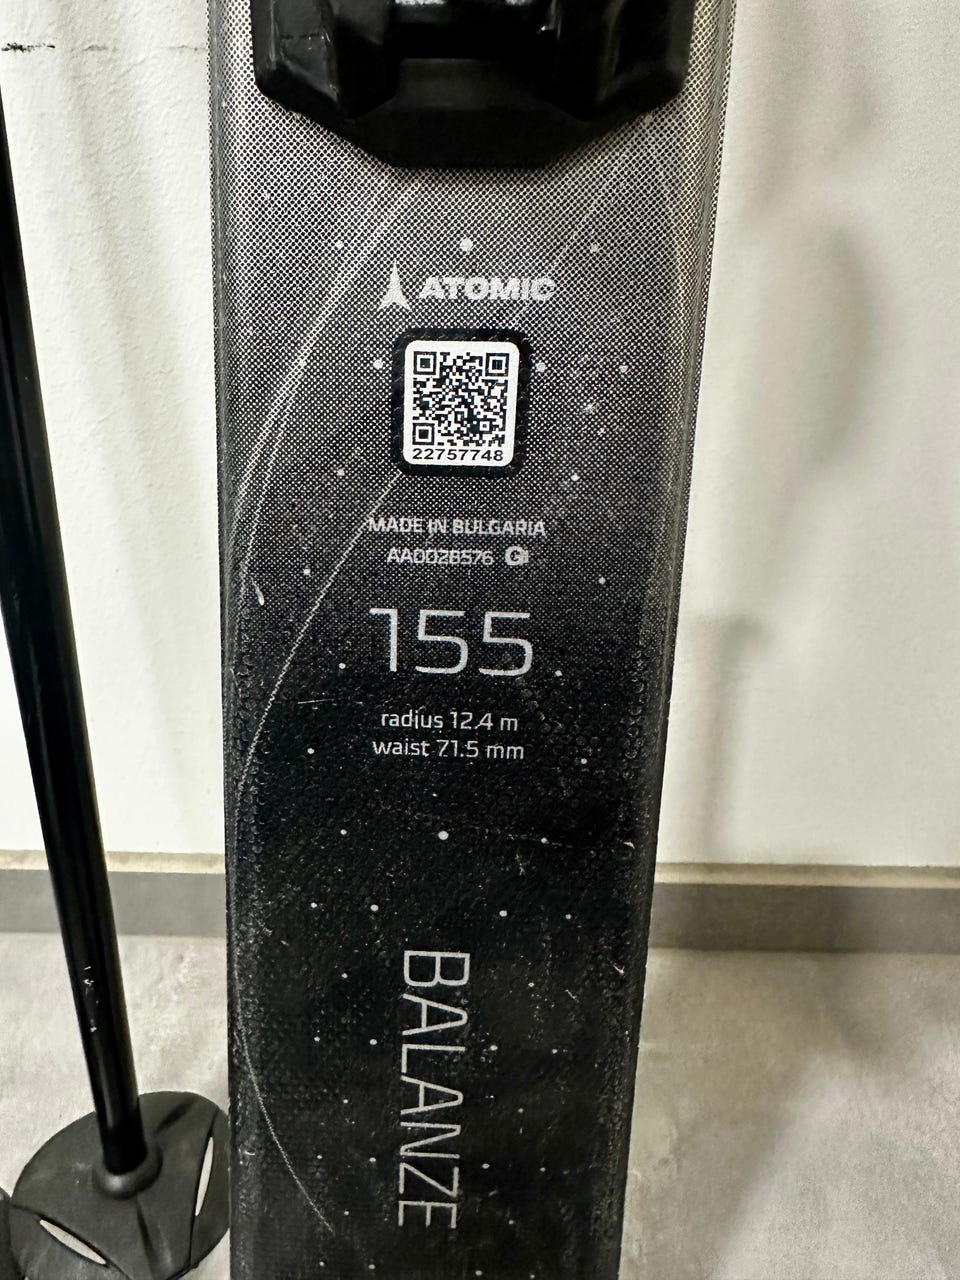 ATOMIC
22757748
MADE IN BULGARIA
AA0028576 G
155
radius 12.4 m
waist 71.5 mm
BALANZE